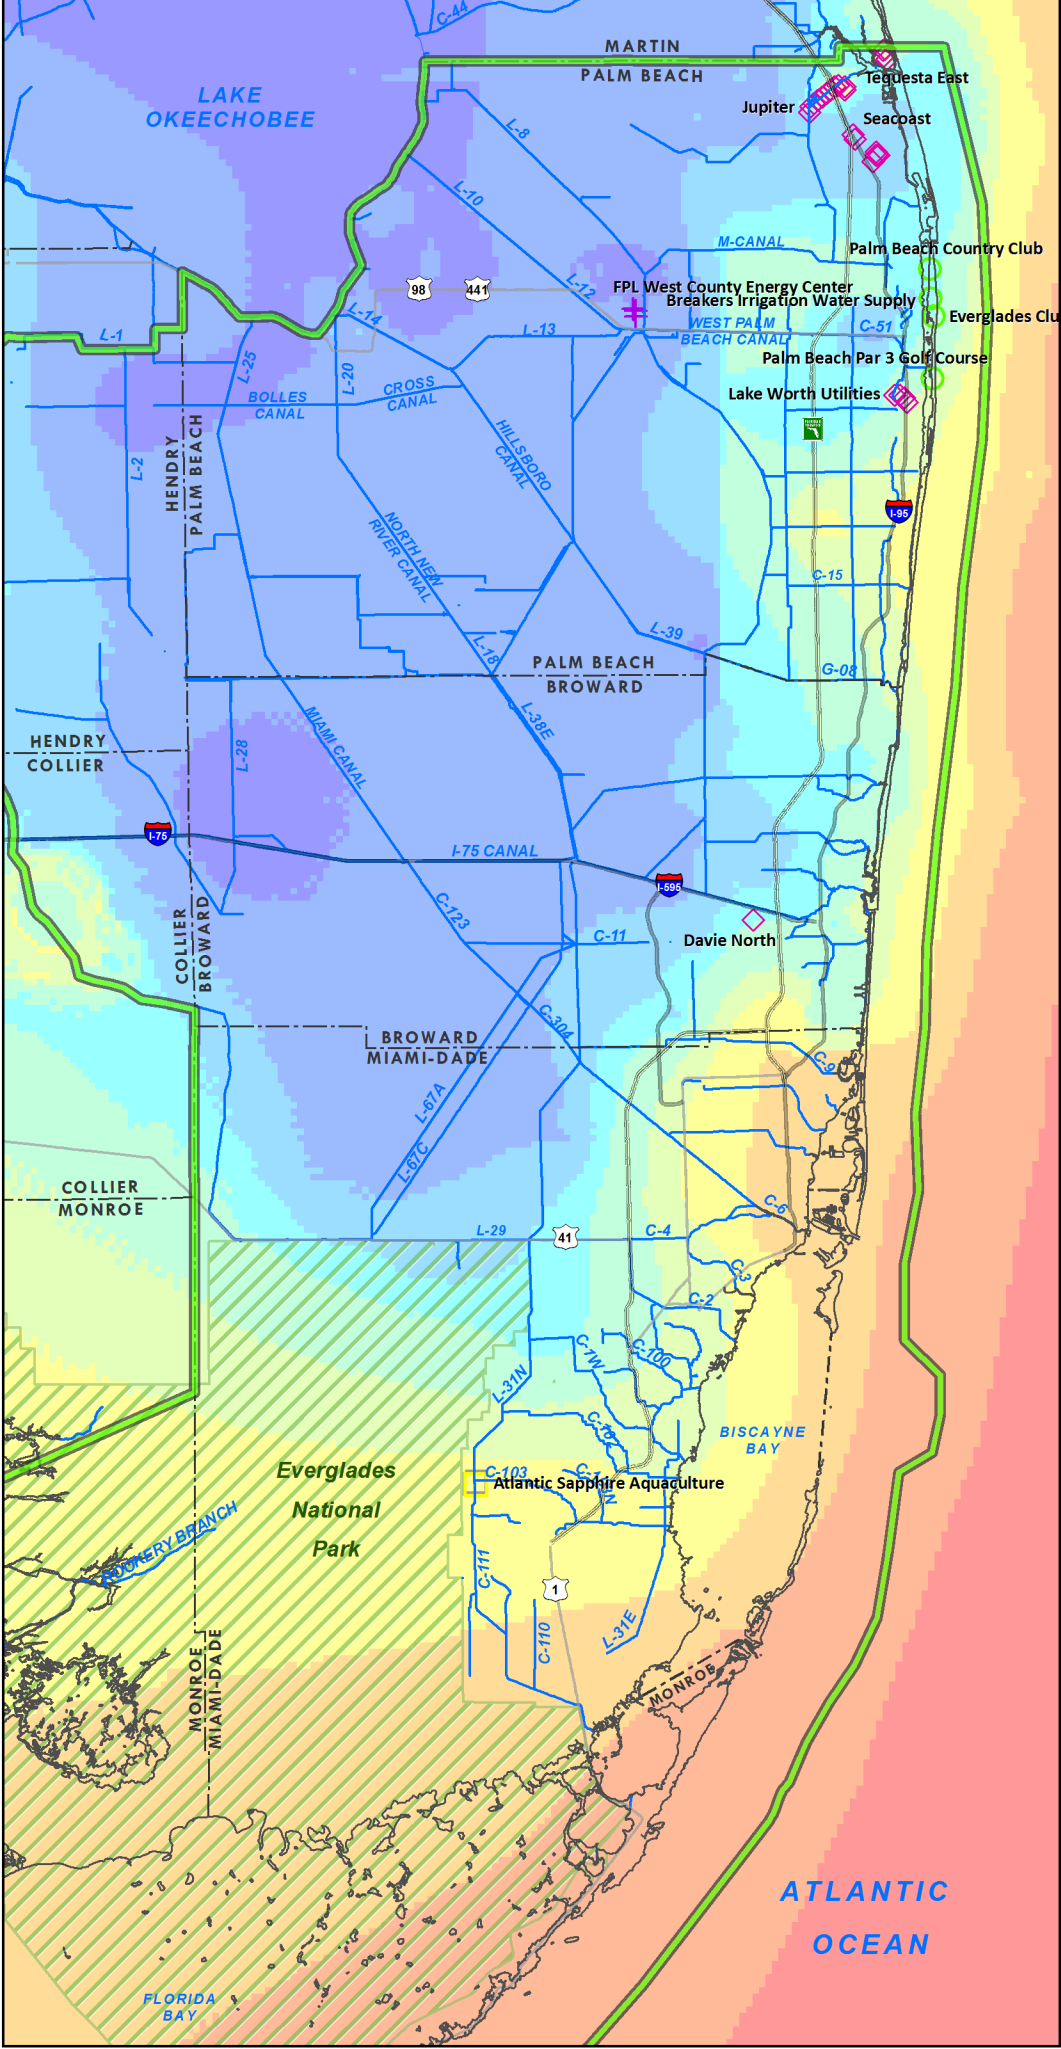 C-44
MARTIN
PALM BEACH
LAKE
OKEECHOBEE
Tequesta East
Jupiter
Seacoast
L-8
L-10
M-CANAL
Palm Beach Country Club
98
441
L-12
FPL West County Energy Center
Breakers Irrigation Water Supply
Everglades Clu
L-14
L-13
WEST PALM
BEACH CANAL
C-51
L-1
L-25
L-20
Palm Beach Par 3 Golf Course
BOLLES
CANAL
CROSS
CANAL
Lake Worth Utilities
HENDRY
PALM BEACH
L-2
HILLSBORO
CANAL
I-95
NORTH NEW
RIVER CANAL
C-15
L-18
L-39
PALM BEACH
BROWARD
G-08
L-38E
MIAMI CANAL
L-28
HENDRY
COLLIER
I-75
I-75 CANAL
I-595
C-123
COLLIER
BROWARD
C-11
Davie North
C-304
BROWARD
MIAMI-DADE
C-9
L-67A
L-67C
COLLIER
MONROE
C-6
L-29
41
C-4
C-3
C-2
C-1W
C-100
L-31N
BISCAYNE
BAY
Everglades
National
Park
C-103
Atlantic Sapphire Aquaculture
ROOKERY BRANCH
C-111
1
C-110
L-31E
MONROE
MIAMI-DADE
MONROE
ATLANTIC
OCEAN
FLORIDA
BAY